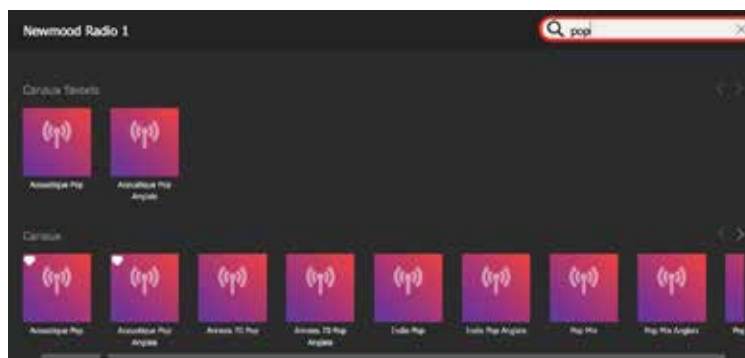 Newmood Radio 1
pop
Canaux favoris
Acoustique Pop
Acoustique Pop
Anglais
Canaux
Acoustique Pop
Acoustique Pop
Anglais
Années 70 Pop
Années 70 Pop
Anglais
Indie Pop
Indie Pop Anglais
Pop Mix
Pop Mix Anglais
Pop